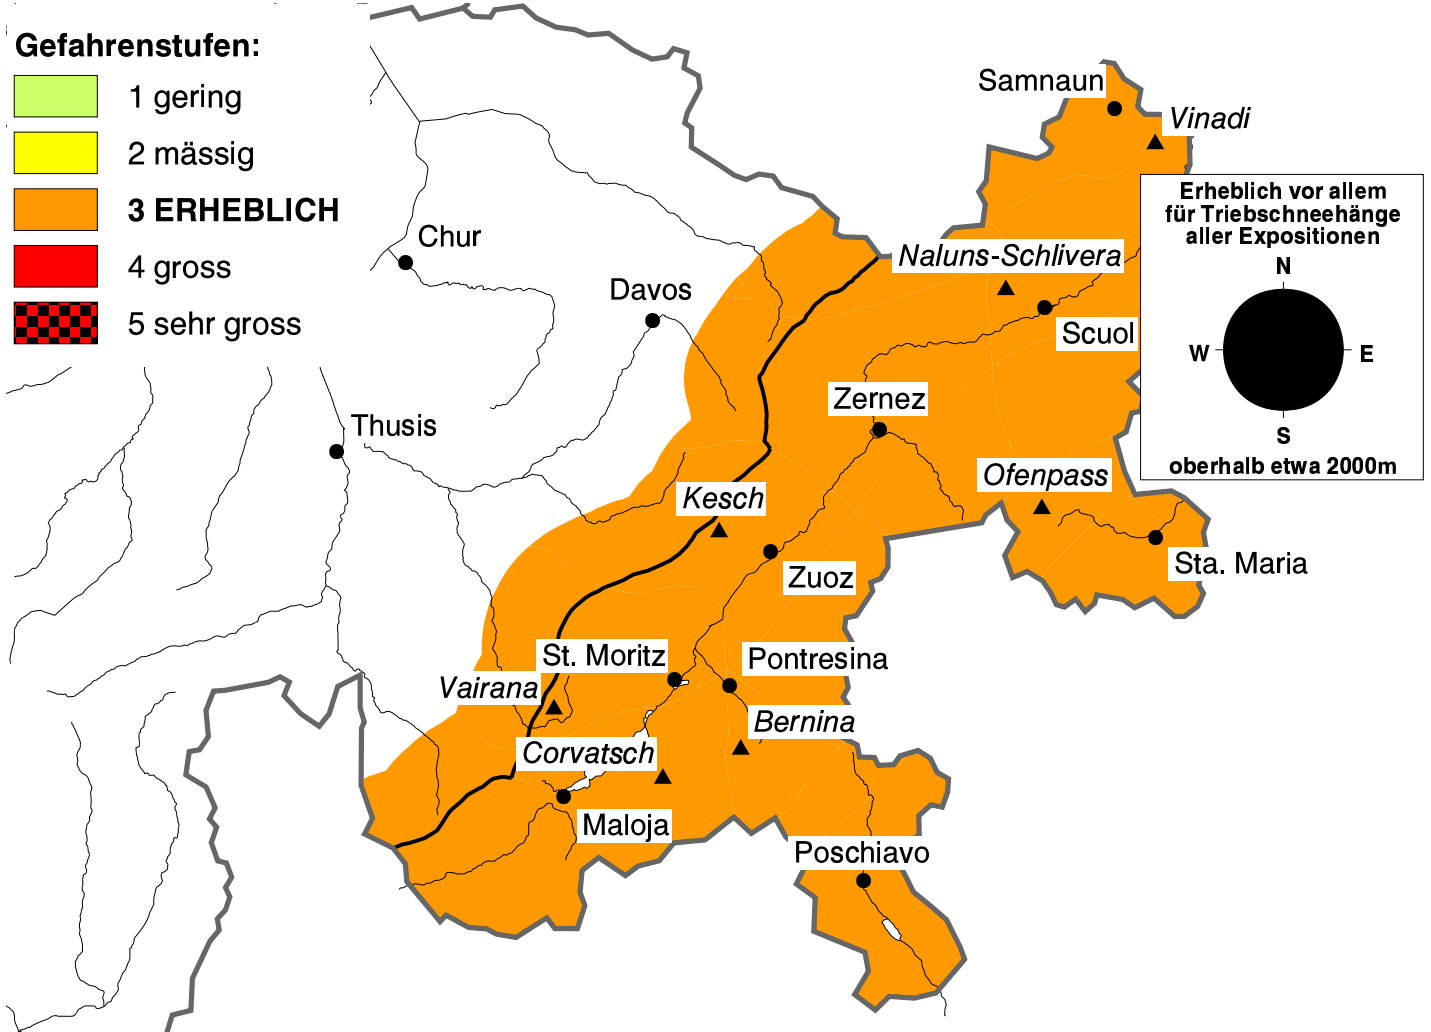 Gefahrenstufen:
1 gering
2 mässig
3 ERHEBLICH
4 gross
5 sehr gross
Samnaun
Vinadi
Erheblich vor allem
für Triebschneehänge
aller Expositionen
N
W
E
S
oberhalb etwa 2000m
Chur
Naluns-Schlivera
Davos
Scuol
Zernez
Thusis
Ofenpass
Kesch
Sta. Maria
Zuoz
St. Moritz
Pontresina
Vairana
Bernina
Corvatsch
Maloja
Poschiavo